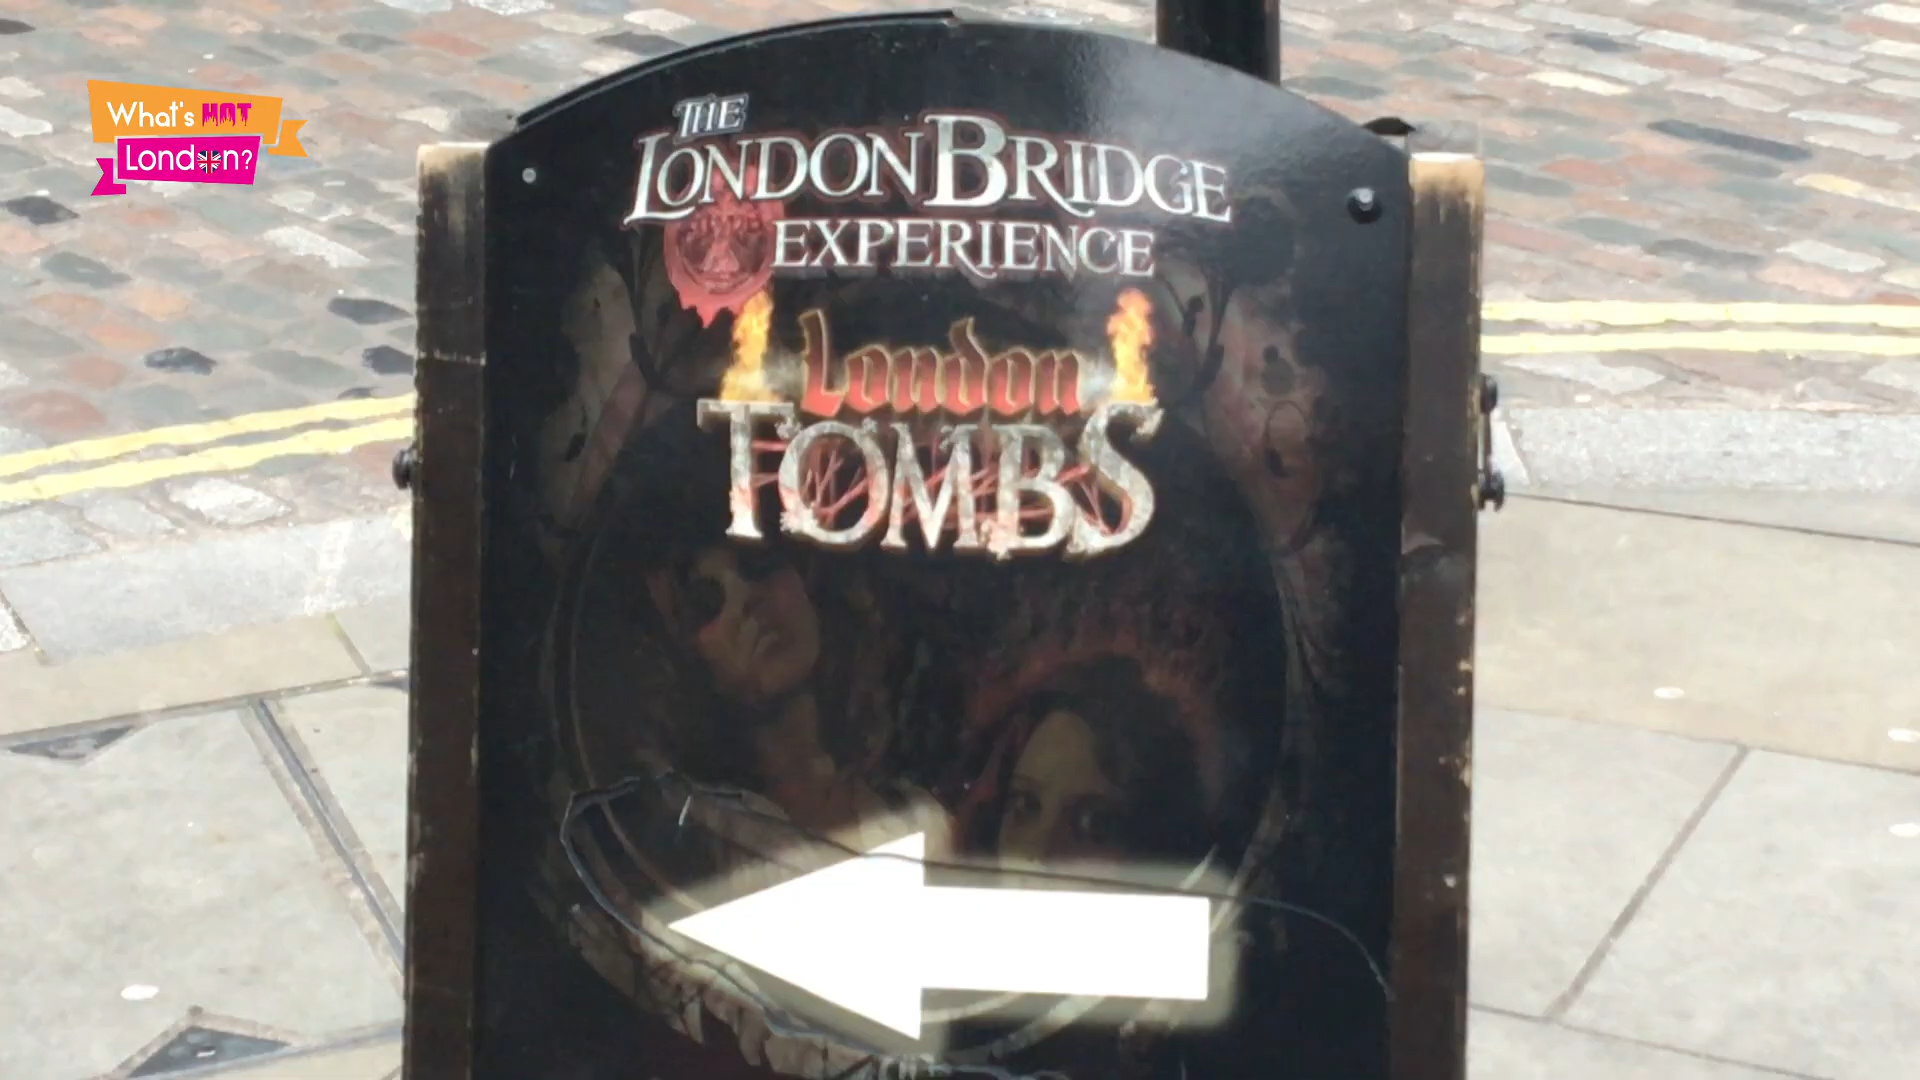 What's HOT
London?
THE
LONDON BRIDGE
EXPERIENCE
London
TOMBS